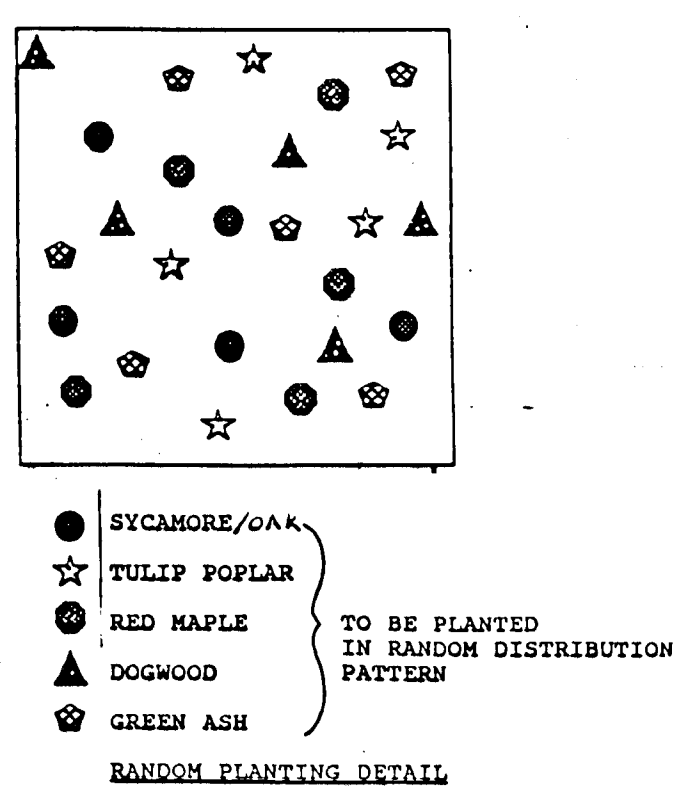 SYCAMORE/OAK
TULIP POPLAR
RED MAPLE
DOGWOOD
GREEN ASH
TO BE PLANTED
IN RANDOM DISTRIBUTION
PATTERN
RANDOM PLANTING DETAIL